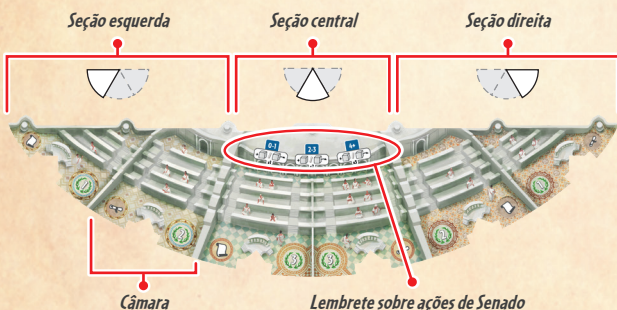 Seção esquerda
Seção central
Seção direita
0-1
2-3
4+
Câmara
Lembrete sobre ações de Senado